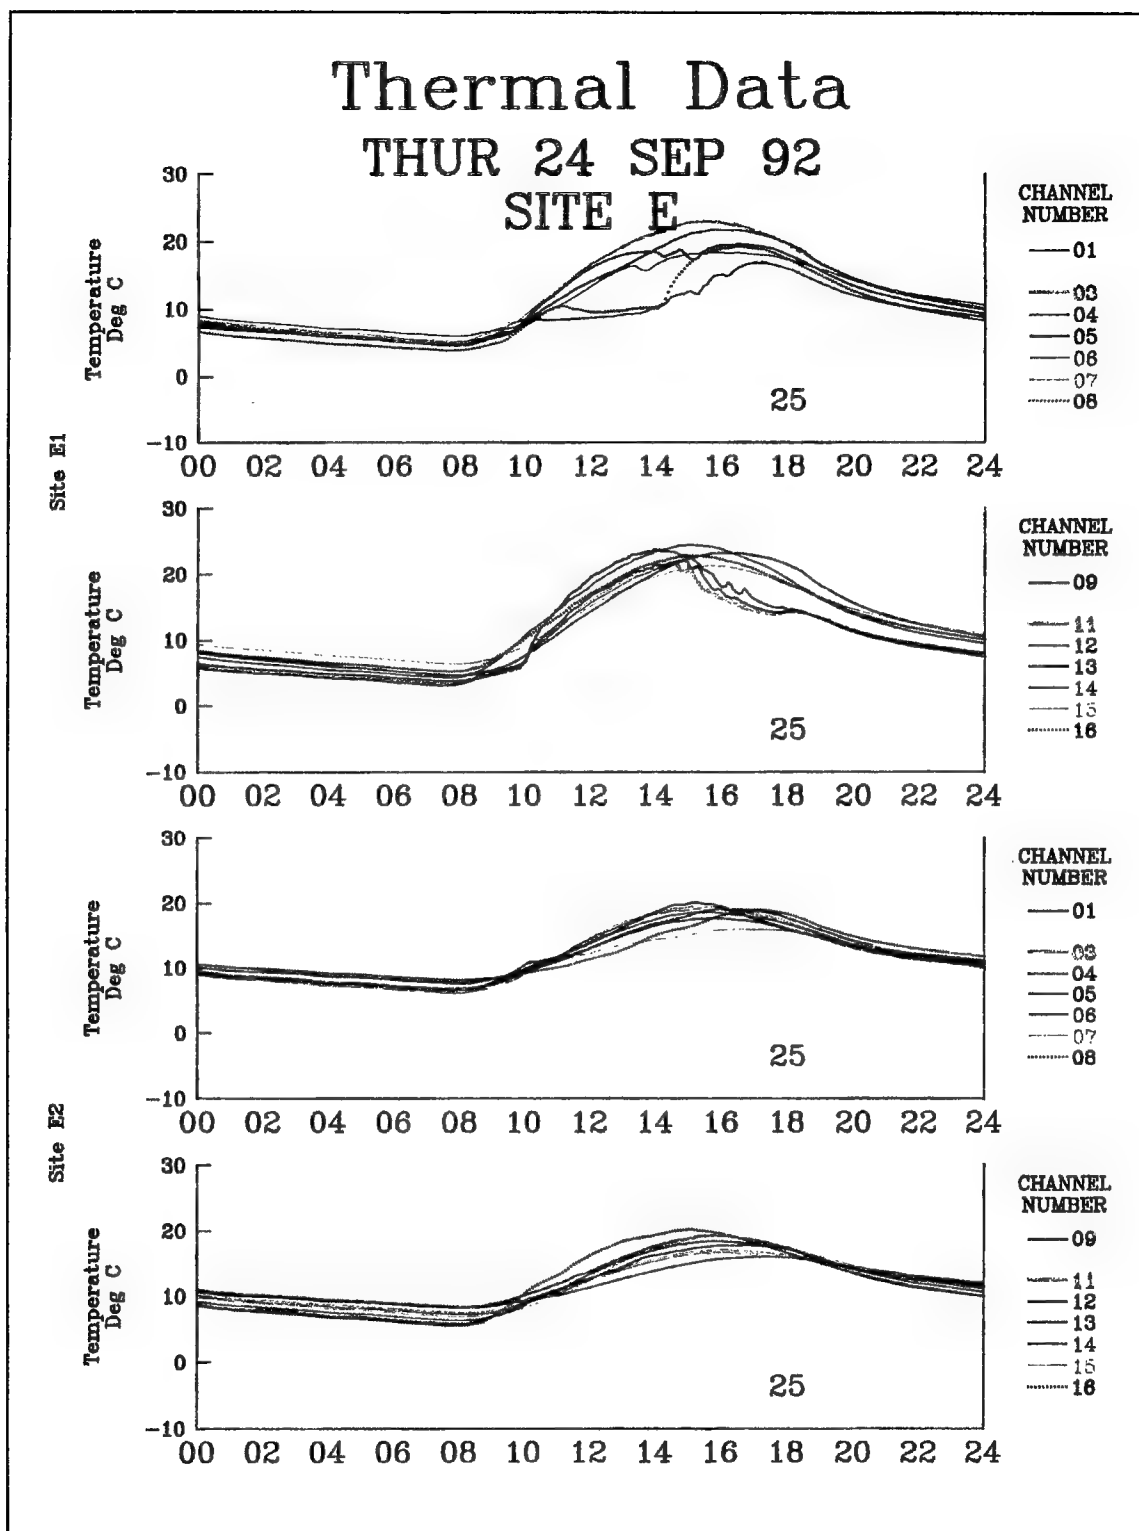 Thermal Data
THUR 24 SEP 92
SITE E
Site E1
Temperature
Deg C
30
20
10
0
-10
25
00 02 04 06 08 10 12 14 16 18 20 22 24
CHANNEL
NUMBER
01
03
04
05
06
07
08
Temperature
Deg C
30
20
10
0
-10
25
00 02 04 06 08 10 12 14 16 18 20 22 24
CHANNEL
NUMBER
09
11
12
13
14
15
16
Site E2
Temperature
Deg C
30
20
10
0
-10
25
00 02 04 06 08 10 12 14 16 18 20 22 24
CHANNEL
NUMBER
01
03
04
05
06
07
08
Temperature
Deg C
30
20
10
0
-10
25
00 02 04 06 08 10 12 14 16 18 20 22 24
CHANNEL
NUMBER
09
11
12
13
14
15
16